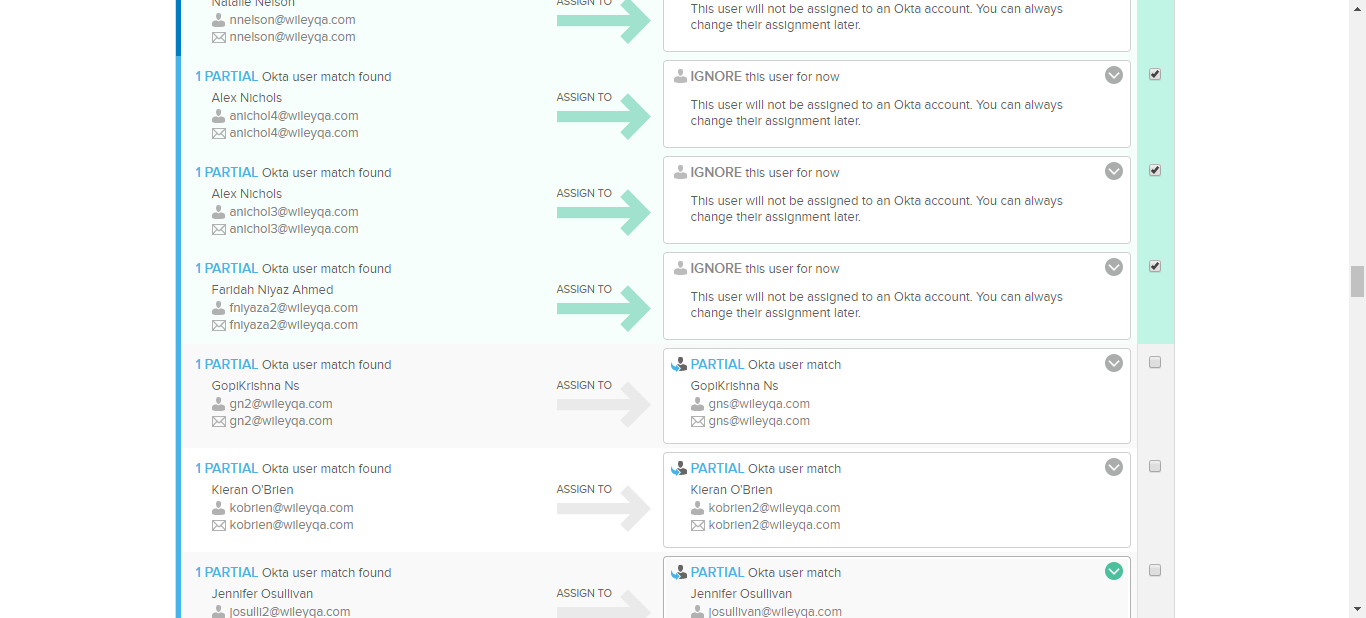 Natalie Nelson
nnelson@wileyqa.com
nnelson@wileyqa.com
ASSIGN TO
This user will not be assigned to an Okta account. You can always
change their assignment later.
1 PARTIAL Okta user match found
Alex Nichols
anichol4@wileyqa.com
anichol4@wileyqa.com
ASSIGN TO
IGNORE this user for now
This user will not be assigned to an Okta account. You can always
change their assignment later.
1 PARTIAL Okta user match found
Alex Nichols
anichol3@wileyqa.com
anichol3@wileyqa.com
ASSIGN TO
IGNORE this user for now
This user will not be assigned to an Okta account. You can always
change their assignment later.
1 PARTIAL Okta user match found
Faridah Niyaz Ahmed
fniyaza2@wileyqa.com
fniyaza2@wileyqa.com
ASSIGN TO
IGNORE this user for now
This user will not be assigned to an Okta account. You can always
change their assignment later.
1 PARTIAL Okta user match found
GopiKrishna Ns
gn2@wileyqa.com
gn2@wileyqa.com
ASSIGN TO
PARTIAL Okta user match
GopiKrishna Ns
gns@wileyqa.com
gns@wileyqa.com
1 PARTIAL Okta user match found
Kieran O'Brien
kobrien@wileyqa.com
kobrien@wileyqa.com
ASSIGN TO
PARTIAL Okta user match
Kieran O'Brien
kobrien2@wileyqa.com
kobrien2@wileyqa.com
1 PARTIAL Okta user match found
Jennifer Osullivan
josulli2@wileyqa.com
ASSIGN TO
PARTIAL Okta user match
Jennifer Osullivan
josullivan@wileyqa.com